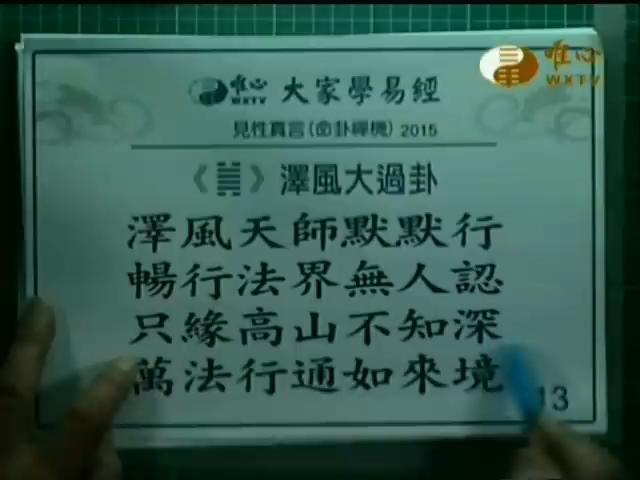 唯心
WXTV
唯心
WXTV
大家學易經
見性真言(命卦禪機) 2015
《䷛》澤風大過卦
澤風天師默默行
暢行法界無人認
只緣高山不知深
萬法行通如來境
13